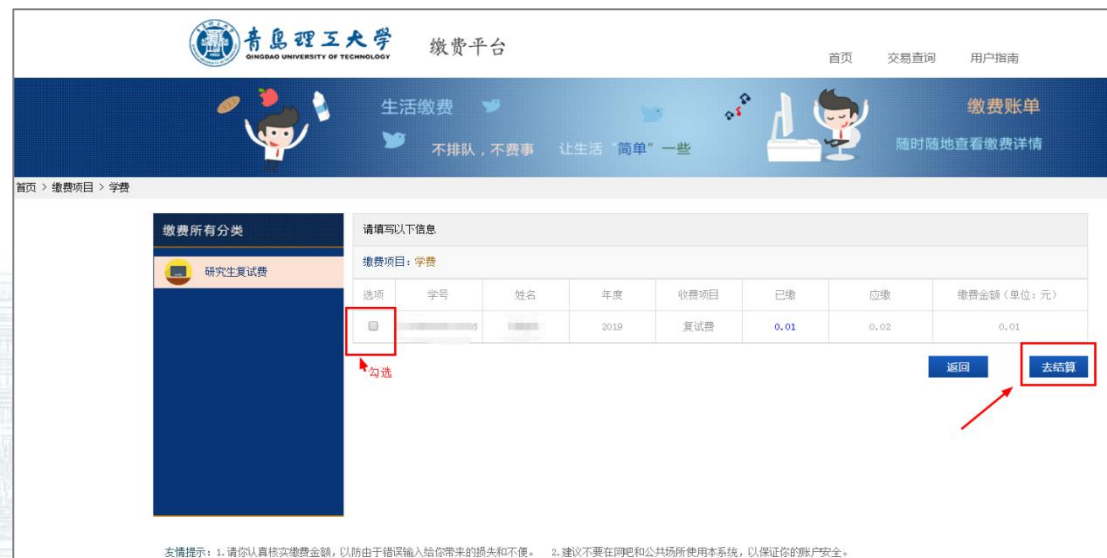 青岛理工大学
QINGDAO UNIVERSITY OF TECHNOLOGY
缴费平台
首页 交易查询 用户指南
生活缴费
不排队，不费事 让生活“简单”一些
缴费账单
随时随地查看缴费详情
首页 > 缴费项目 > 学费
缴费所有分类
研究生复试费
请填写以下信息
缴费项目：学费
选项 学号 姓名 年度 收费项目 已缴 应缴 缴费金额（单位：元）
2019 复试费 0.01 0.02 0.01
勾选
返回 去结算
友情提示：1.请你认真核实缴费金额，以防由于错误输入给你带来的损失和不便。 2.建议不要在网吧和公共场所使用本系统，以保证你的账户安全。